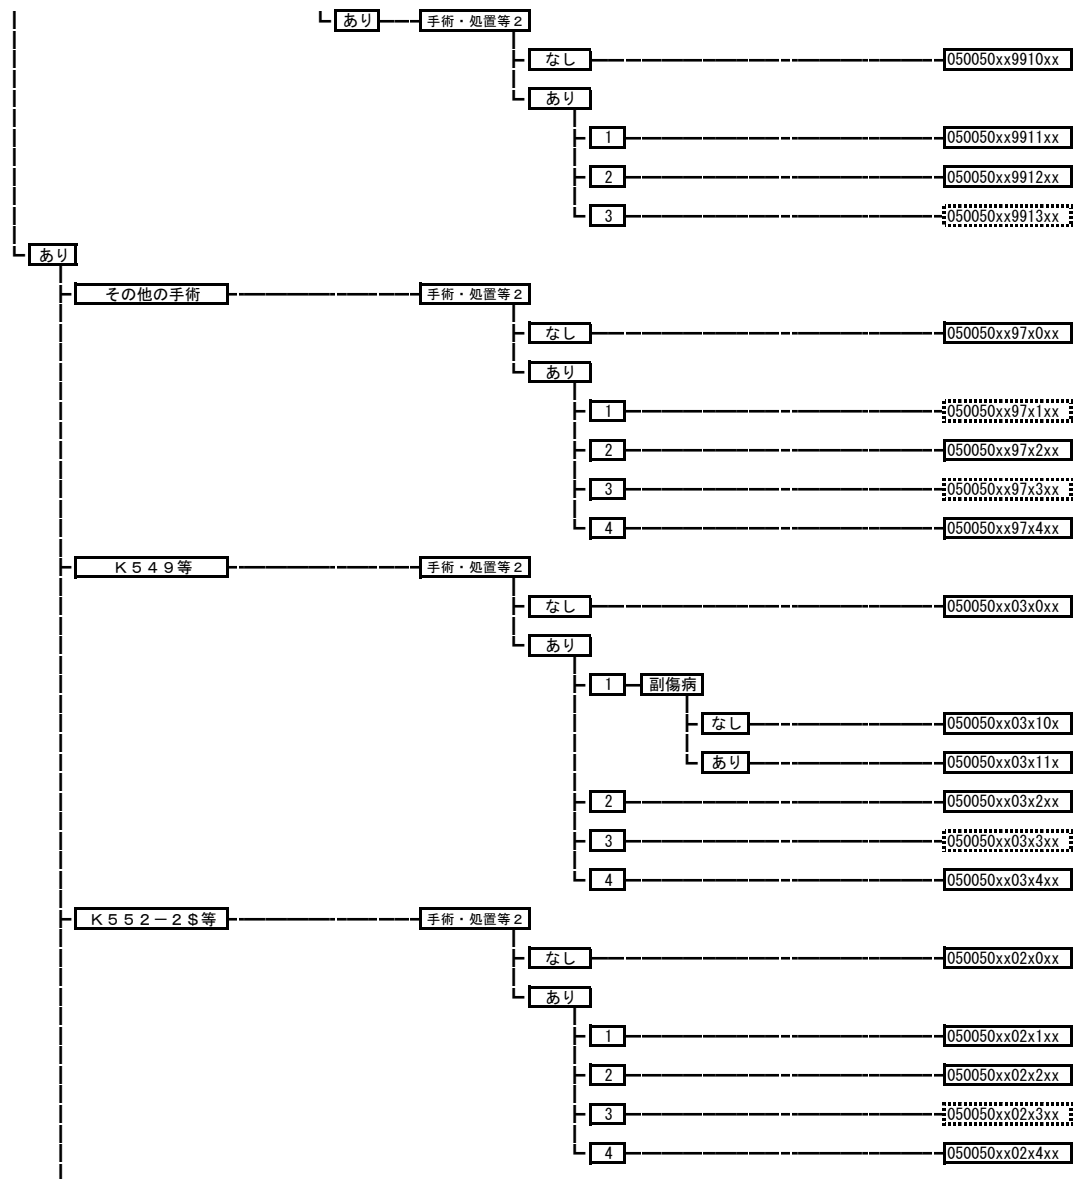 あり 手術・処置等2
なし 050050xx9910xx
あり
1 050050xx9911xx
2 050050xx9912xx
3 050050xx9913xx
あり
その他の手術 手術・処置等2
なし 050050xx97x0xx
あり
1 050050xx97x1xx
2 050050xx97x2xx
3 050050xx97x3xx
4 050050xx97x4xx
K549等 手術・処置等2
なし 050050xx03x0xx
あり
1 副傷病
なし 050050xx03x10x
あり 050050xx03x11x
2 050050xx03x2xx
3 050050xx03x3xx
4 050050xx03x4xx
K552-2$等 手術・処置等2
なし 050050xx02x0xx
あり
1 050050xx02x1xx
2 050050xx02x2xx
3 050050xx02x3xx
4 050050xx02x4xx